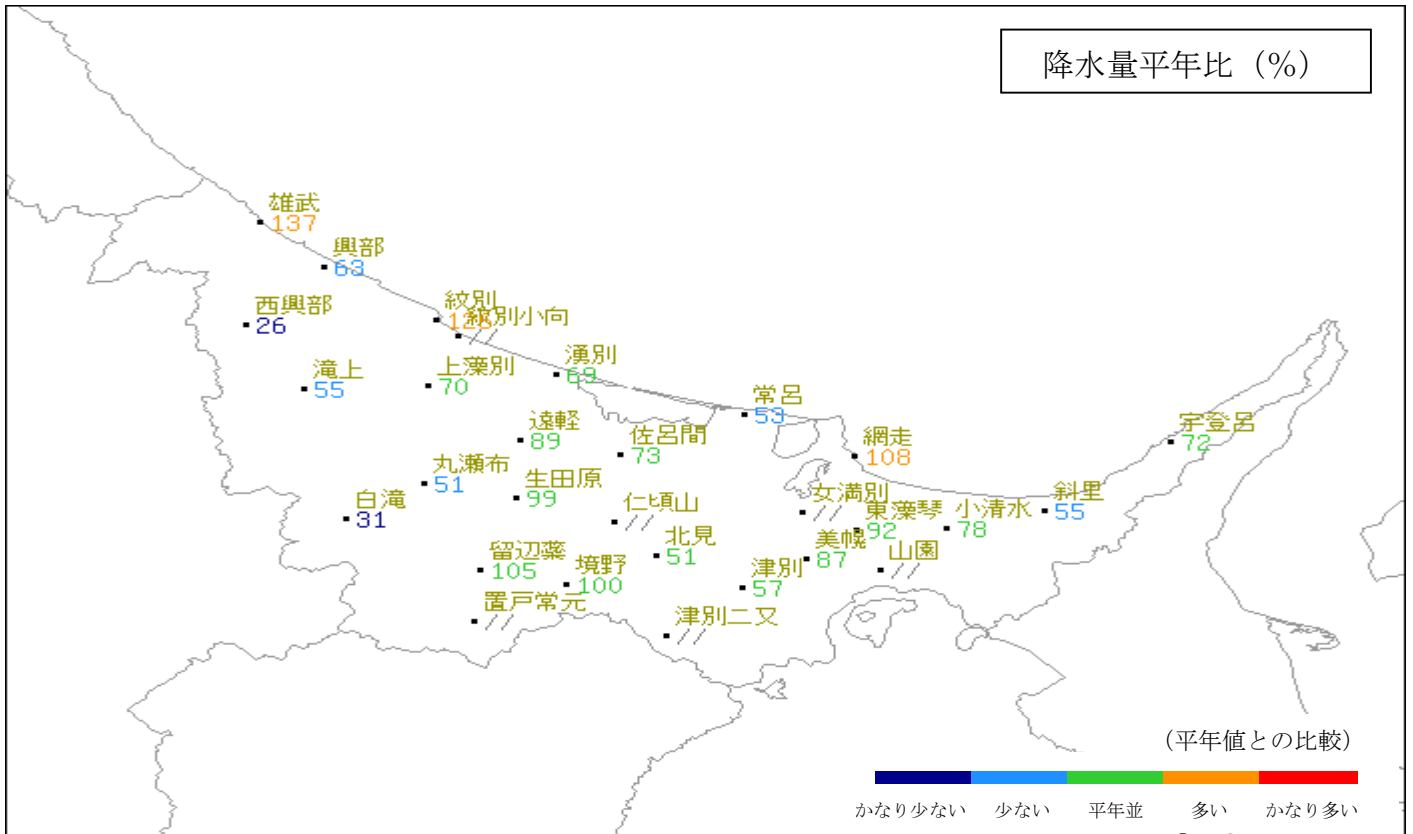 降水量平年比（%）
雄武
137
興部
63
西興部
26
紋別
紋別小向
//
滝上
55
上藻別
70
湧別
69
常呂
53
遠軽
89
佐呂間
73
網走
108
宇登呂
72
丸瀬布
51
生田原
99
白滝
31
仁頃山
//
女満別
//
東藻琴
92
小清水
78
斜里
55
北見
51
美幌
87
山園
//
留辺蘂
105
境野
100
津別
57
置戸常元
//
津別二又
//
（平年値との比較）
かなり少ない 少ない 平年並 多い かなり多い